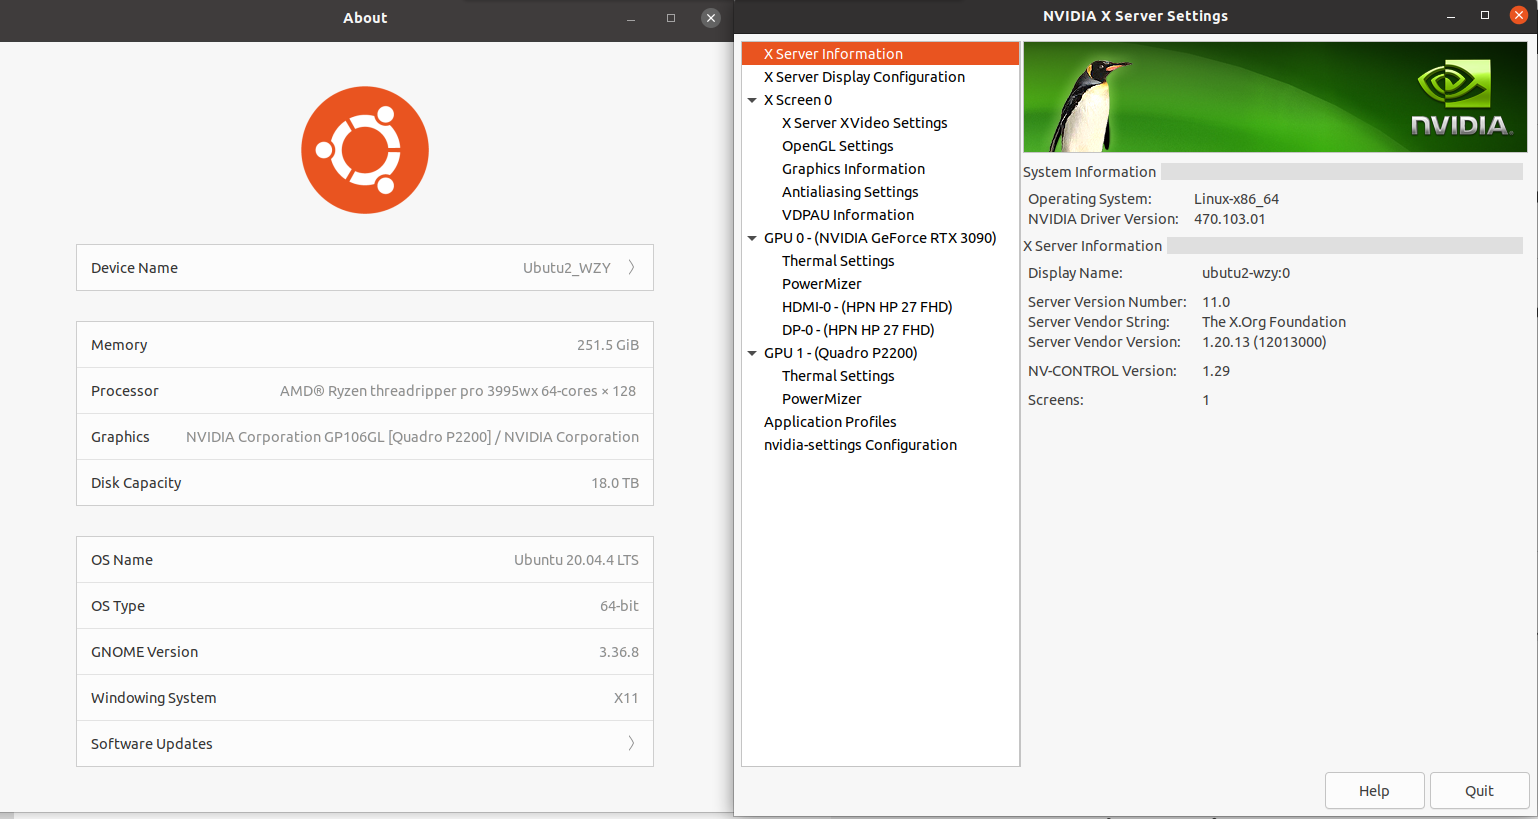 About
Device Name Ubutu2_WZY
Memory 251.5 GiB
Processor AMD® Ryzen threadripper pro 3995wx 64-cores × 128
Graphics NVIDIA Corporation GP106GL [Quadro P2200] / NVIDIA Corporation
Disk Capacity 18.0 TB
OS Name Ubuntu 20.04.4 LTS
OS Type 64-bit
GNOME Version 3.36.8
Windowing System X11
Software Updates
NVIDIA X Server Settings
X Server Information
X Server Display Configuration
X Screen 0
X Server XVideo Settings
OpenGL Settings
Graphics Information
Antialiasing Settings
VDPAU Information
GPU 0 - (NVIDIA GeForce RTX 3090)
Thermal Settings
PowerMizer
HDMI-0 - (HPN HP 27 FHD)
DP-0 - (HPN HP 27 FHD)
GPU 1 - (Quadro P2200)
Thermal Settings
PowerMizer
Application Profiles
nvidia-settings Configuration
NVIDIA.
System Information
Operating System: Linux-x86_64
NVIDIA Driver Version: 470.103.01
X Server Information
Display Name: ubutu2-wzy:0
Server Version Number: 11.0
Server Vendor String: The X.Org Foundation
Server Vendor Version: 1.20.13 (12013000)
NV-CONTROL Version: 1.29
Screens: 1
Help Quit